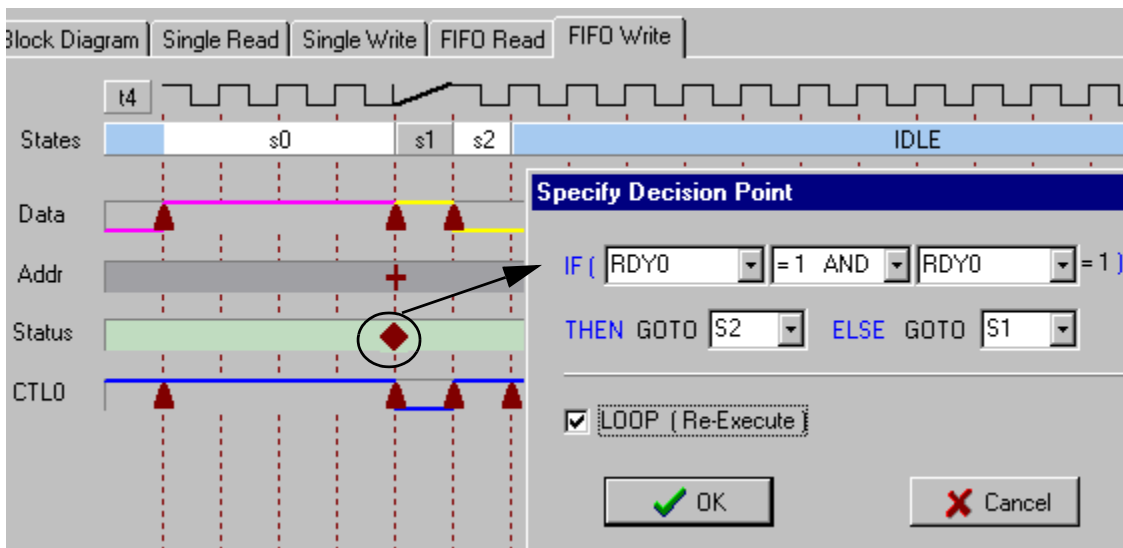 Block Diagram Single Read Single Write FIFO Read FIFO Write
t4
States s0 s1 s2 IDLE
Specify Decision Point
Data
IF ( RDY0 = 1 AND RDY0 = 1 )
Addr
Status THEN GOTO S2 ELSE GOTO S1
CTL0
LOOP ( Re-Execute )
OK Cancel